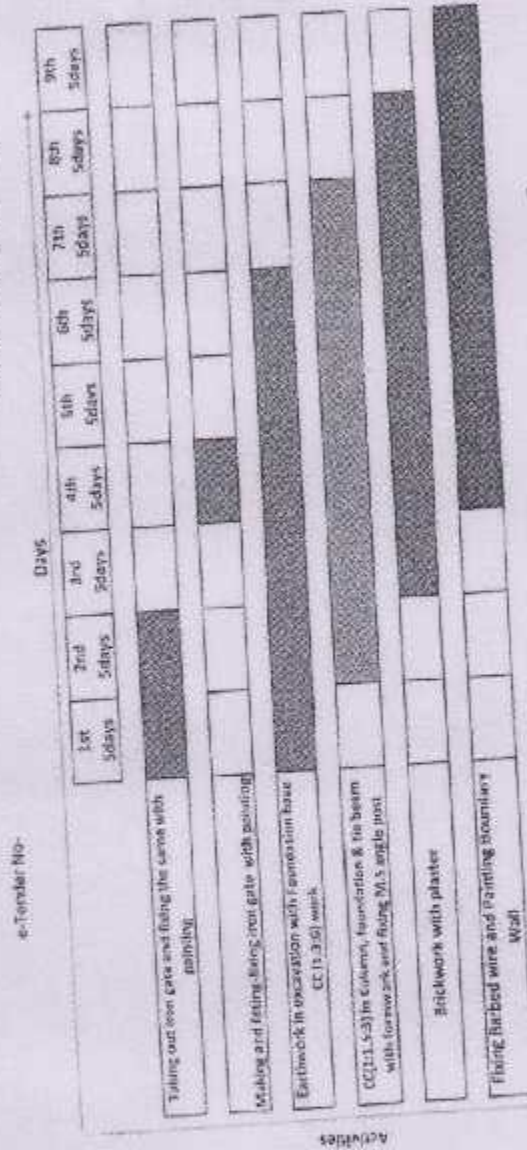 e-Tender No-
Days
1st 5days
2nd 5days
3rd 5days
4th 5days
5th 5days
6th 5days
7th 5days
8th 5days
9th 5days
Activities
Taking out iron gate and fixing the same with
painting
Making and fitting-fixing iron gate with painting
Earthwork in excavation with Foundation base
CC (1:3:6) work
CC(1:1.5:3) in Column, foundation & tie beam
with formwork and fixing M.S angle post
Brickwork with plaster
Fixing Barbed wire and Painting Boundary
Wall